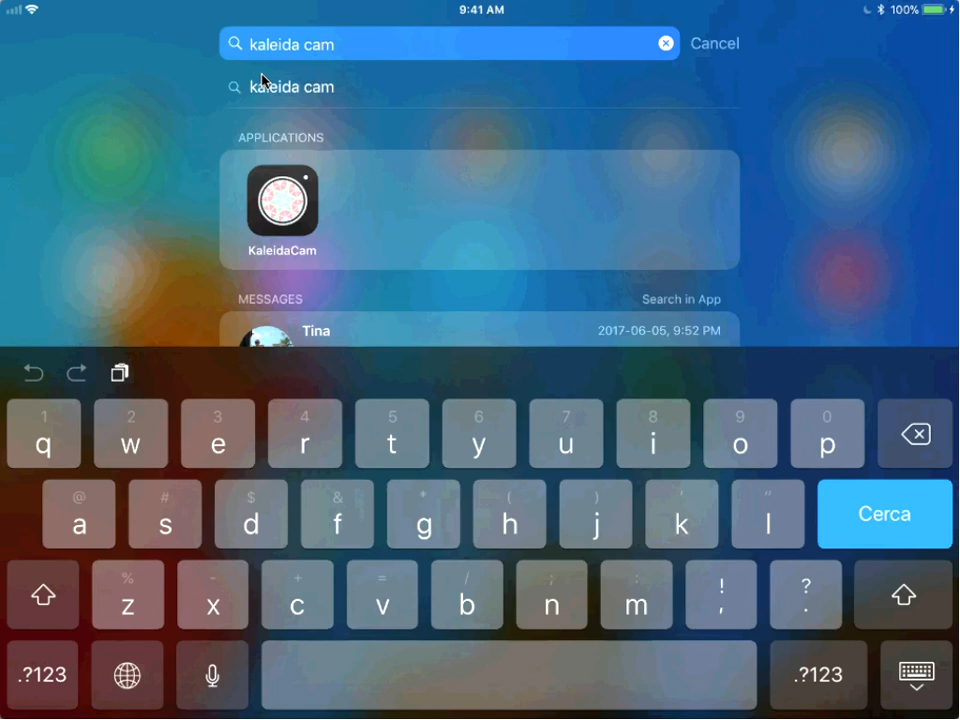 9:41 AM
100%
kaleida cam
Cancel
kaleida cam
APPLICATIONS
KaleidaCam
MESSAGES
Search in App
Tina
2017-06-05, 9:52 PM
1 2 3 4 5 6 7 8 9 0
q w e r t y u i o p
@ # $ & * ( ) ' "
a s d f g h j k l
Cerca
% - + = / ; : ! ?
z x c v b n m , .
.?123
.?123